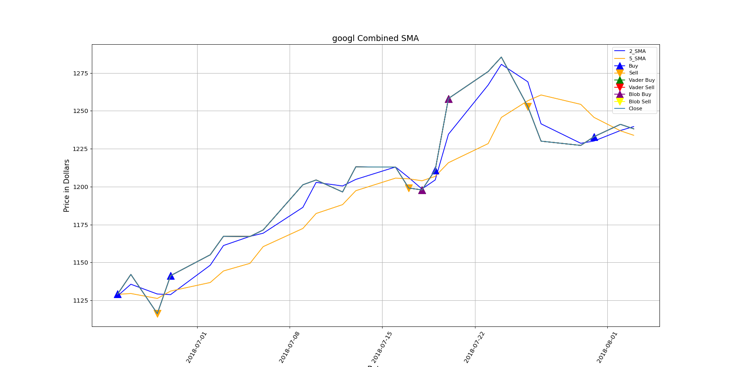 googl Combined SMA
2_SMA
5_SMA
Buy
Sell
Vader Buy
Vader Sell
Blob Buy
Blob Sell
Close
Price in Dollars
1275
1250
1225
1200
1175
1150
1125
2018-07-01
2018-07-08
2018-07-15
2018-07-22
2018-08-01